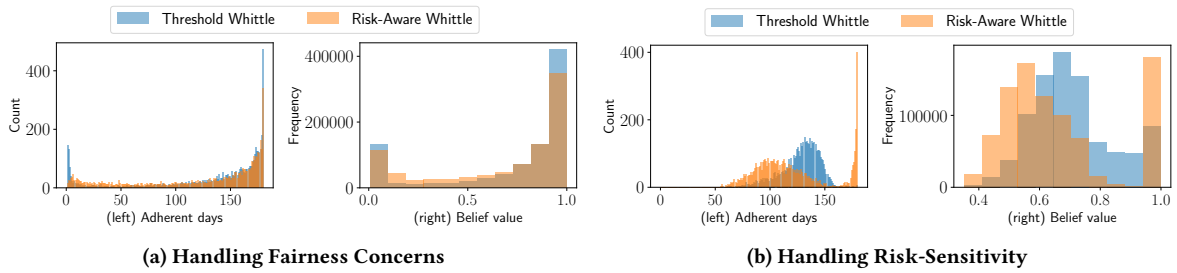 Threshold Whittle Risk-Aware Whittle
Count
400
200
0
0 50 100 150
(left) Adherent days
Frequency
400000
200000
0
0.0 0.5 1.0
(right) Belief value
(a) Handling Fairness Concerns
Threshold Whittle Risk-Aware Whittle
Count
400
200
0
0 50 100 150
(left) Adherent days
Frequency
100000
0
0.4 0.6 0.8 1.0
(right) Belief value
(b) Handling Risk-Sensitivity